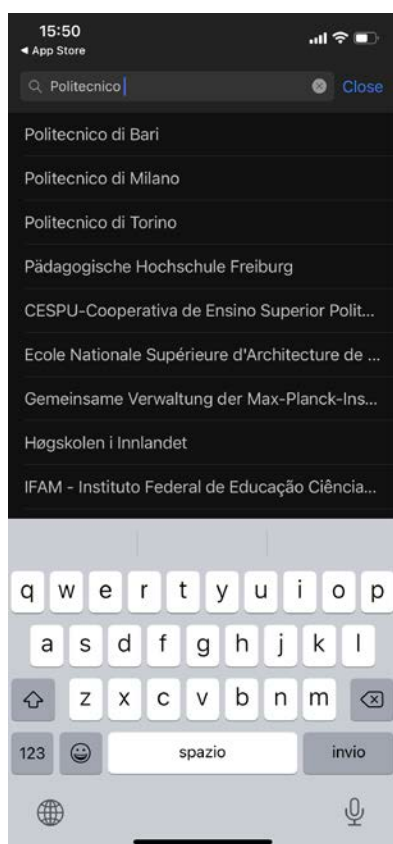 15:50
◀ App Store
Politecnico
Close
Politecnico di Bari
Politecnico di Milano
Politecnico di Torino
Pädagogische Hochschule Freiburg
CESPU-Cooperativa de Ensino Superior Polit...
Ecole Nationale Supérieure d'Architecture de ...
Gemeinsame Verwaltung der Max-Planck-Ins...
Høgskolen i Innlandet
IFAM - Instituto Federal de Educação Ciência...
q w e r t y u i o p
a s d f g h j k l
z x c v b n m
123 spazio invio